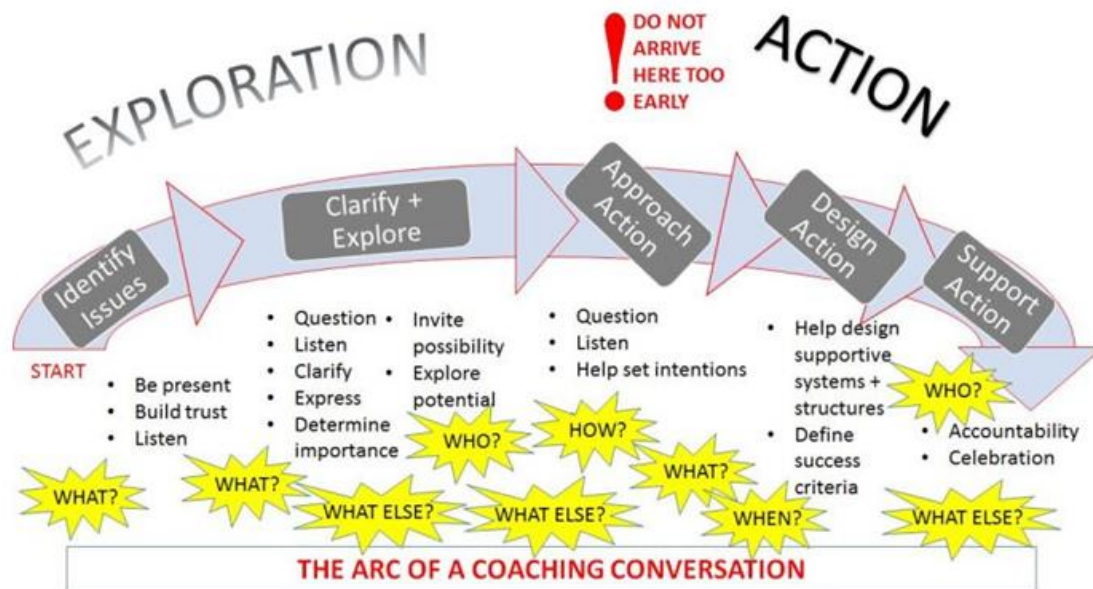 EXPLORATION
DO NOT
ARRIVE
HERE TOO
EARLY
ACTION
Identify
Issues
Clarify +
Explore
Approach
Action
Design
Action
Support
Action
START
• Be present
• Build trust
• Listen
• Question
• Listen
• Clarify
• Express
• Determine
importance
• Invite
possibility
• Explore
potential
• Question
• Listen
• Help set intentions
• Help design
supportive
systems +
structures
• Define
success
criteria
• Accountability
• Celebration
WHAT?
WHAT?
WHAT ELSE?
WHO?
WHAT ELSE?
HOW?
WHAT?
WHEN?
WHO?
WHAT ELSE?
THE ARC OF A COACHING CONVERSATION